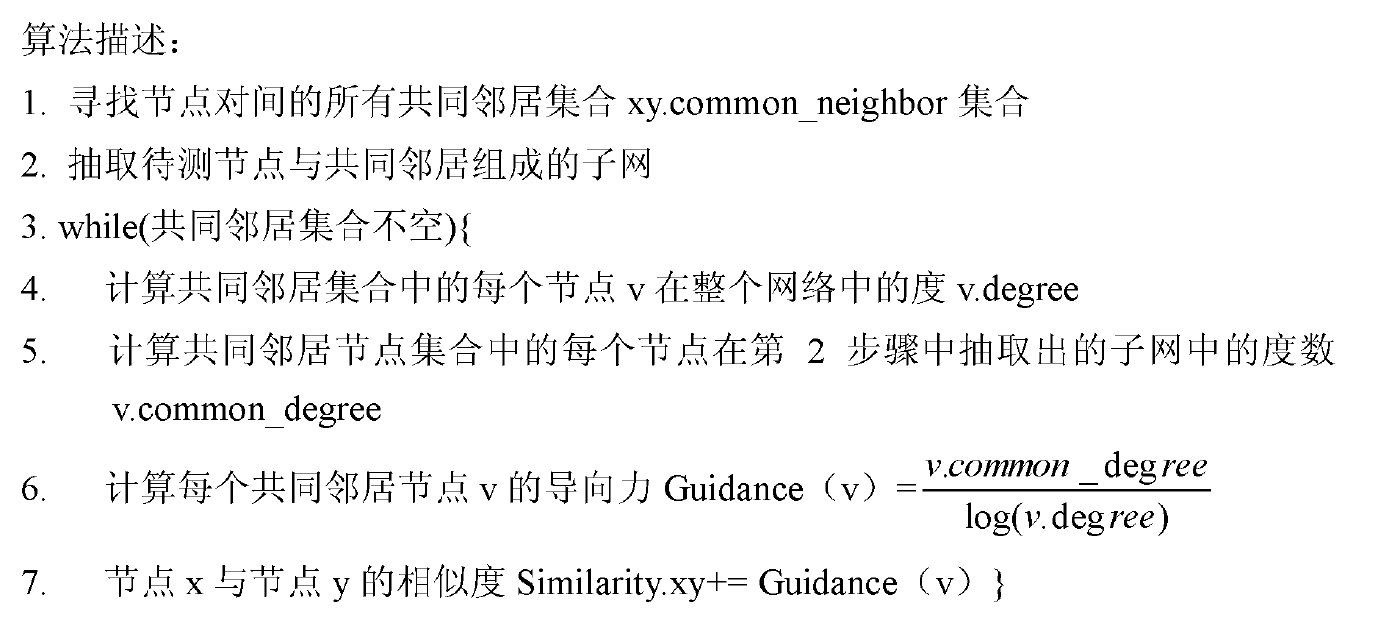 算法描述：
1. 寻找节点对间的所有共同邻居集合 xy.common_neighbor 集合
2. 抽取待测节点与共同邻居组成的子网
3. while(共同邻居集合不空){
4. 计算共同邻居集合中的每个节点 v 在整个网络中的度 v.degree
5. 计算共同邻居节点集合中的每个节点在第 2 步骤中抽取出的子网中的度数
v.common_degree
6. 计算每个共同邻居节点 v 的导向力 Guidance（v）= v.common_degree / log(v.degree)
7. 节点 x 与节点 y 的相似度 Similarity.xy+= Guidance（v）}